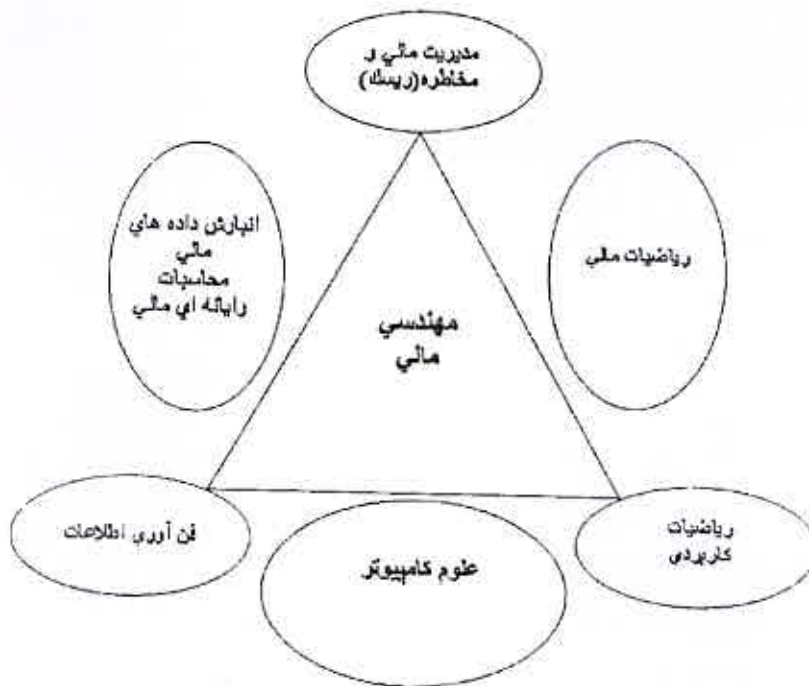 مديريت مالي و
مخاطره(ريسك)
انبارش داده هاي
مالي
محاسبات
رايانه اي مالي
رياضيات مالي
مهندسي
مالي
فن آوري اطلاعات
علوم كامپيوتر
رياضيات
كاربردي